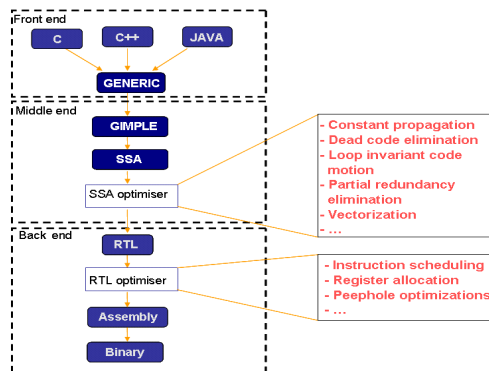 Front end
C
C++
JAVA
GENERIC
Middle end
GIMPLE
SSA
SSA optimiser
- Constant propagation
- Dead code elimination
- Loop invariant code
motion
- Partial redundancy
elimination
- Vectorization
- ...
Back end
RTL
RTL optimiser
- Instruction scheduling
- Register allocation
- Peephole optimizations
- ...
Assembly
Binary